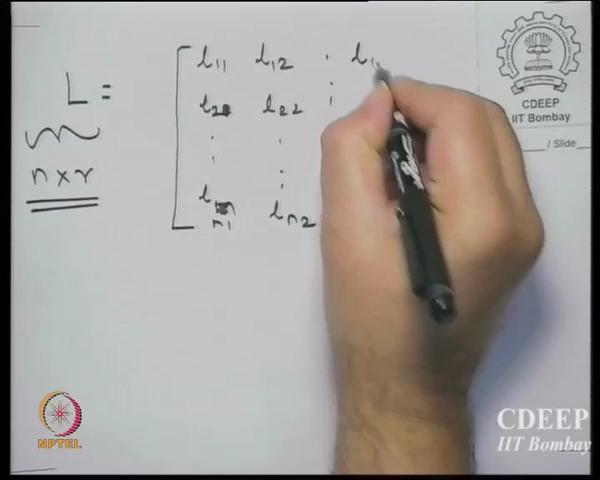 L = [ l11 l12 . l1
l21 l22 :
n x r
: :
ln1 ln2
CDEEP
IIT Bombay
/ Slide
NPTEL
CDEEP
IIT Bombay